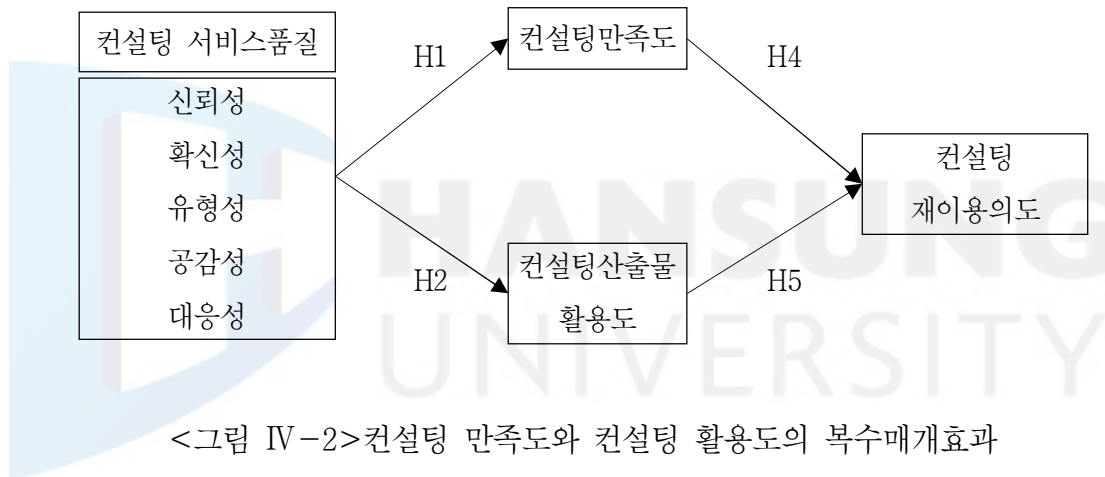 컨설팅 서비스품질
신뢰성
확신성
유형성
공감성
대응성
H1
H2
컨설팅만족도
컨설팅산출물
활용도
H4
H5
컨설팅
재이용의도
HANSUNG
UNIVERSITY
<그림 Ⅳ-2>컨설팅 만족도와 컨설팅 활용도의 복수매개효과